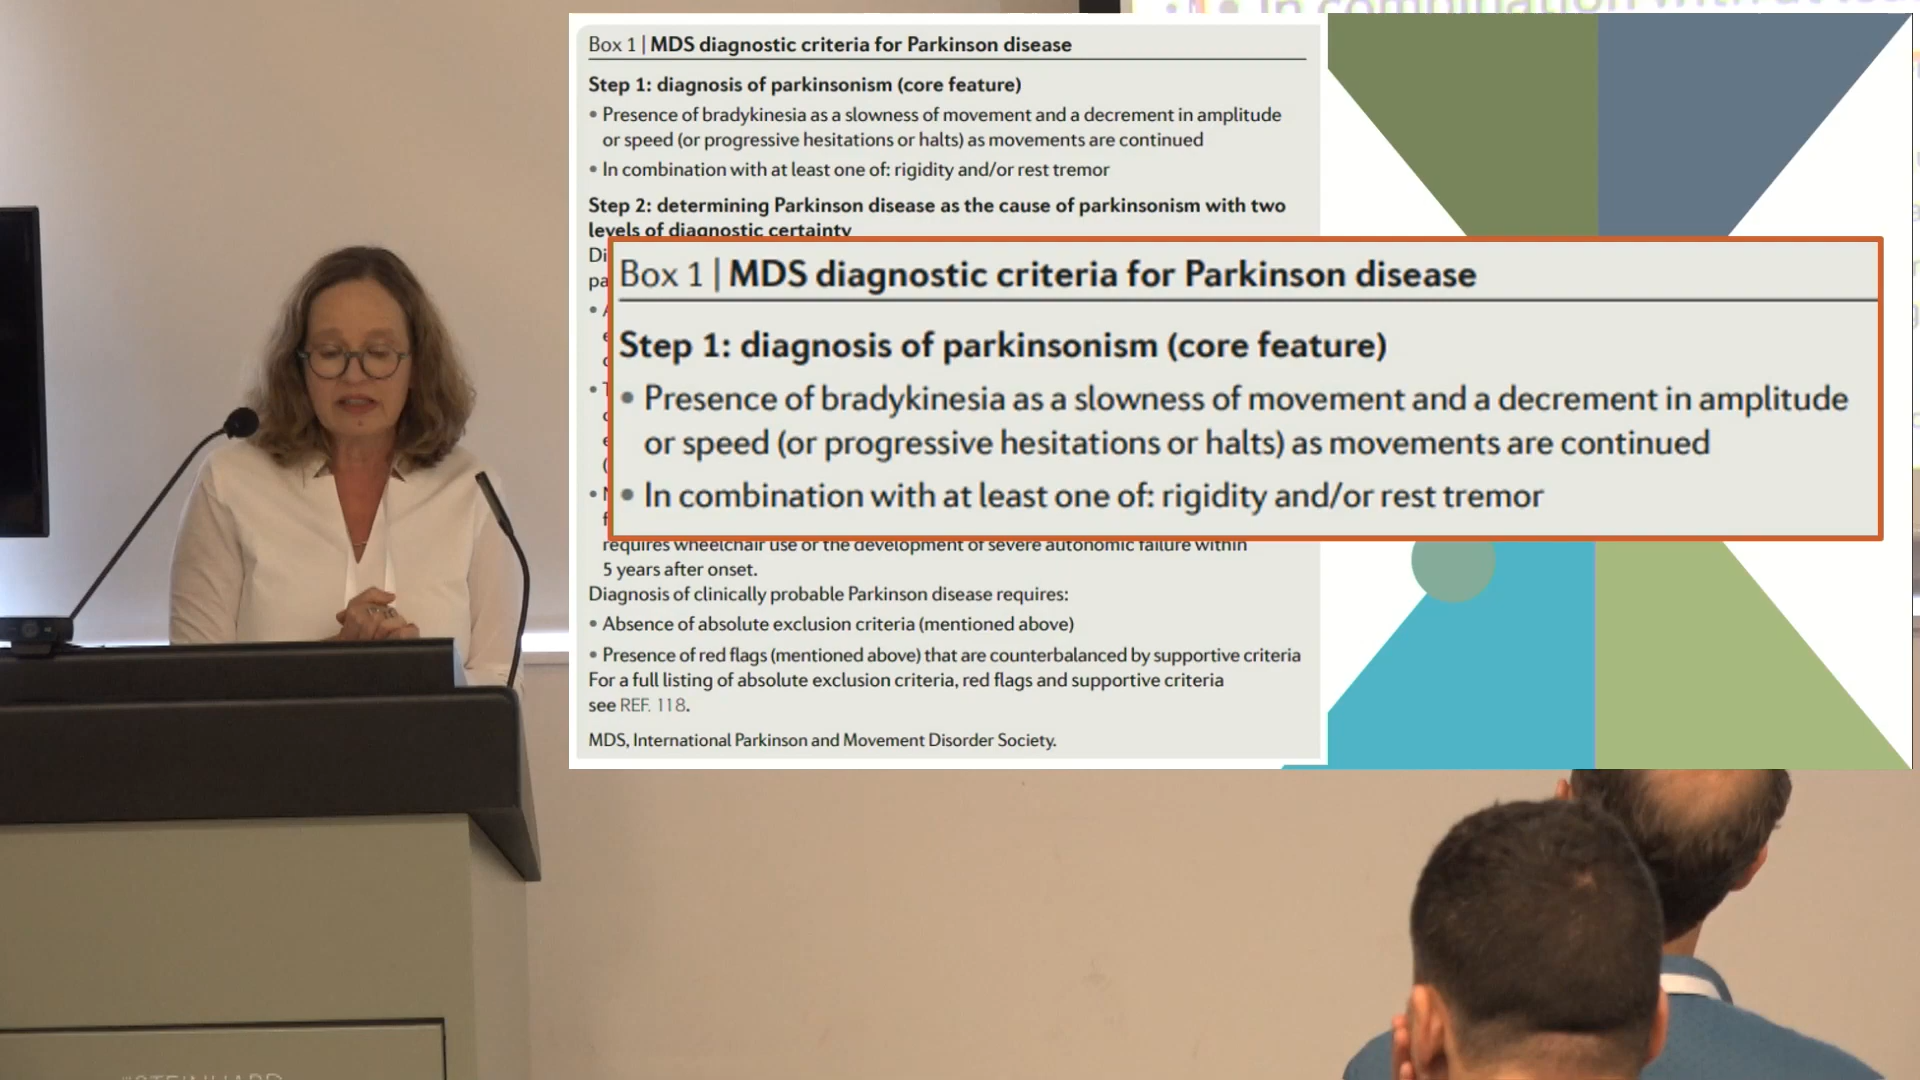 In combination with at
Box 1 | MDS diagnostic criteria for Parkinson disease
Step 1: diagnosis of parkinsonism (core feature)
• Presence of bradykinesia as a slowness of movement and a decrement in amplitude
or speed (or progressive hesitations or halts) as movements are continued
• In combination with at least one of: rigidity and/or rest tremor
Step 2: determining Parkinson disease as the cause of parkinsonism with two
levels of diagnostic certainty
Box 1 | MDS diagnostic criteria for Parkinson disease
Step 1: diagnosis of parkinsonism (core feature)
• Presence of bradykinesia as a slowness of movement and a decrement in amplitude
or speed (or progressive hesitations or halts) as movements are continued
• In combination with at least one of: rigidity and/or rest tremor
requires wheelchair use or the development of severe autonomic failure within
5 years after onset.
Diagnosis of clinically probable Parkinson disease requires:
• Absence of absolute exclusion criteria (mentioned above)
• Presence of red flags (mentioned above) that are counterbalanced by supportive criteria
For a full listing of absolute exclusion criteria, red flags and supportive criteria
see REF. 118.
MDS, International Parkinson and Movement Disorder Society.